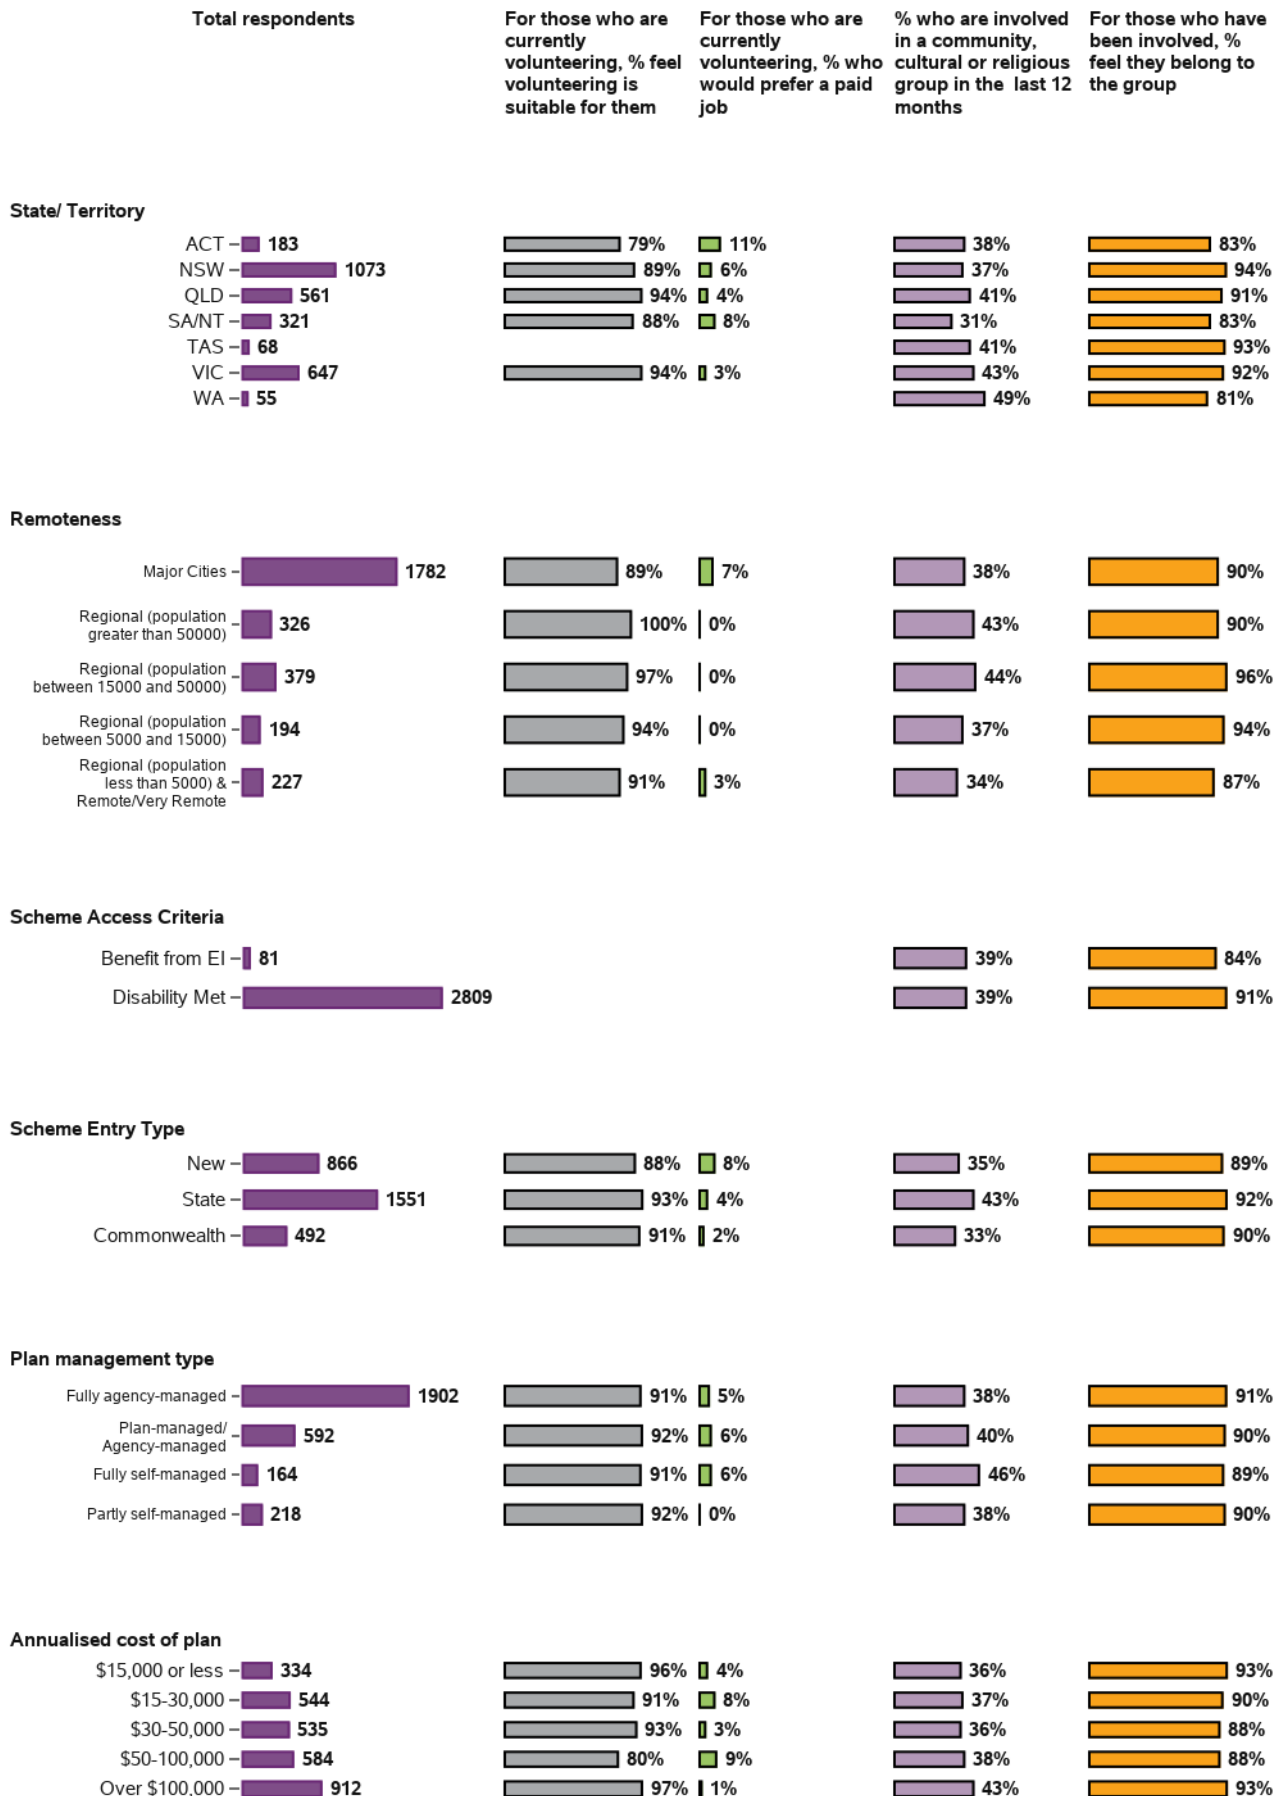 Total respondents
For those who are
currently
volunteering, % feel
volunteering is
suitable for them
For those who are
currently
volunteering, % who
would prefer a paid
job
% who are involved
in a community,
cultural or religious
group in the last 12
months
For those who have
been involved, %
feel they belong to
the group
State/ Territory
ACT 183 79% 11% 38% 83%
NSW 1073 89% 6% 37% 94%
QLD 561 94% 4% 41% 91%
SA/NT 321 88% 8% 31% 83%
TAS 68 41% 93%
VIC 647 94% 3% 43% 92%
WA 55 49% 81%
Remoteness
Major Cities 1782 89% 7% 38% 90%
Regional (population
greater than 50000)
326 100% 0% 43% 90%
Regional (population
between 15000 and 50000)
379 97% 0% 44% 96%
Regional (population
between 5000 and 15000)
194 94% 0% 37% 94%
Regional (population
less than 5000) &
Remote/Very Remote
227 91% 3% 34% 87%
Scheme Access Criteria
Benefit from EI 81 39% 84%
Disability Met 2809 39% 91%
Scheme Entry Type
New 866 88% 8% 35% 89%
State 1551 93% 4% 43% 92%
Commonwealth 492 91% 2% 33% 90%
Plan management type
Fully agency-managed 1902 91% 5% 38% 91%
Plan-managed/
Agency-managed
592 92% 6% 40% 90%
Fully self-managed 164 91% 6% 46% 89%
Partly self-managed 218 92% 0% 38% 90%
Annualised cost of plan
$15,000 or less 334 96% 4% 36% 93%
$15-30,000 544 91% 8% 37% 90%
$30-50,000 535 93% 3% 36% 88%
$50-100,000 584 80% 9% 38% 88%
Over $100,000 912 97% 1% 43% 93%